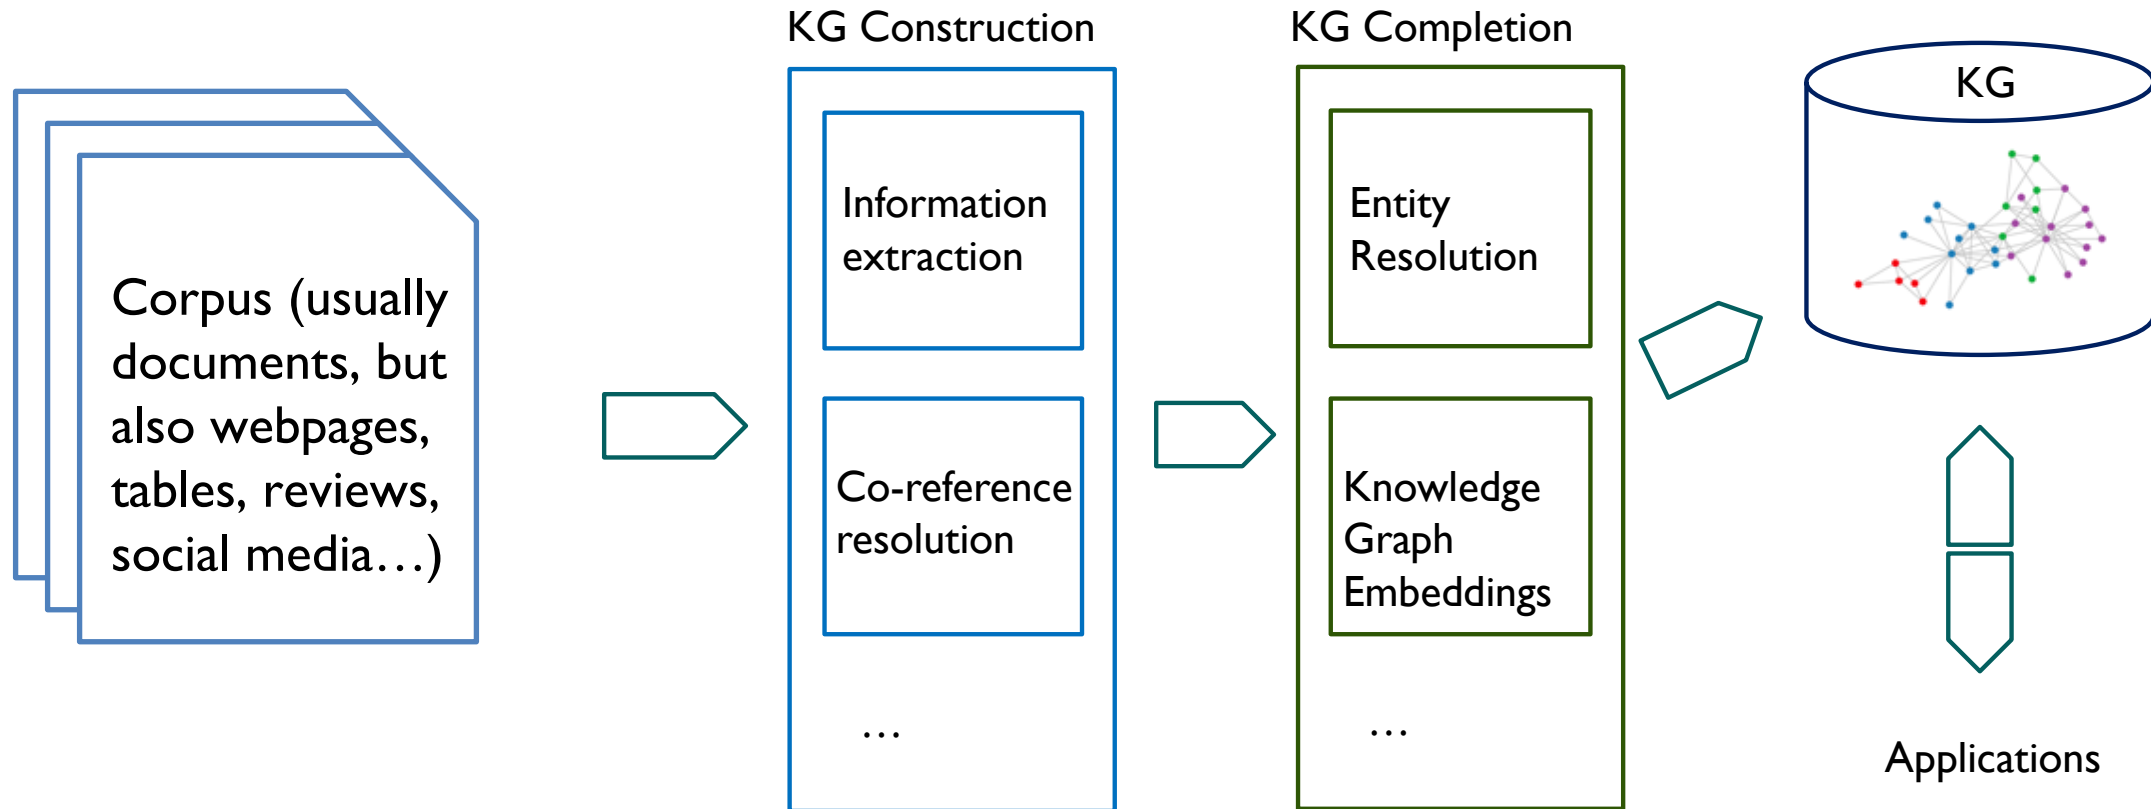 KG Construction
KG Completion
KG
Corpus (usually
documents, but
also webpages,
tables, reviews,
social media…)
Information
extraction
Co-reference
resolution
…
Entity
Resolution
Knowledge
Graph
Embeddings
…
Applications